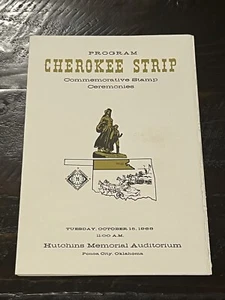 PROGRAM
CHEROKEE STRIP
Commemorative Stamp
Ceremonies
TUESDAY, OCTOBER 15, 1968
11:00 A.M.
Hutchins Memorial Auditorium
Ponca City, Oklahoma